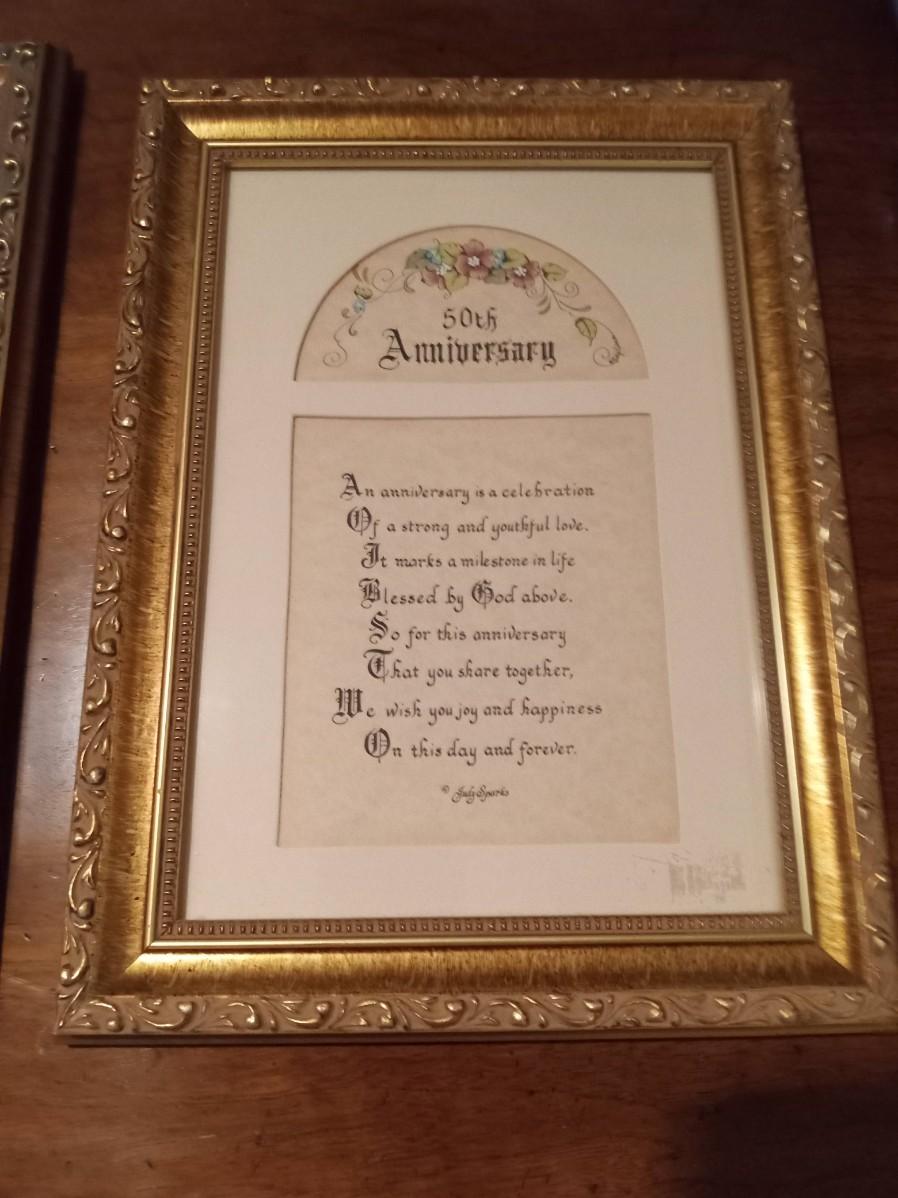 50th
Anniversary
An anniversary is a celebration
Of a strong and youthful love.
It marks a milestone in life
Blessed by God above.
So for this anniversary
That you share together,
We wish you joy and happiness
On this day and forever.
© Judy Sparks